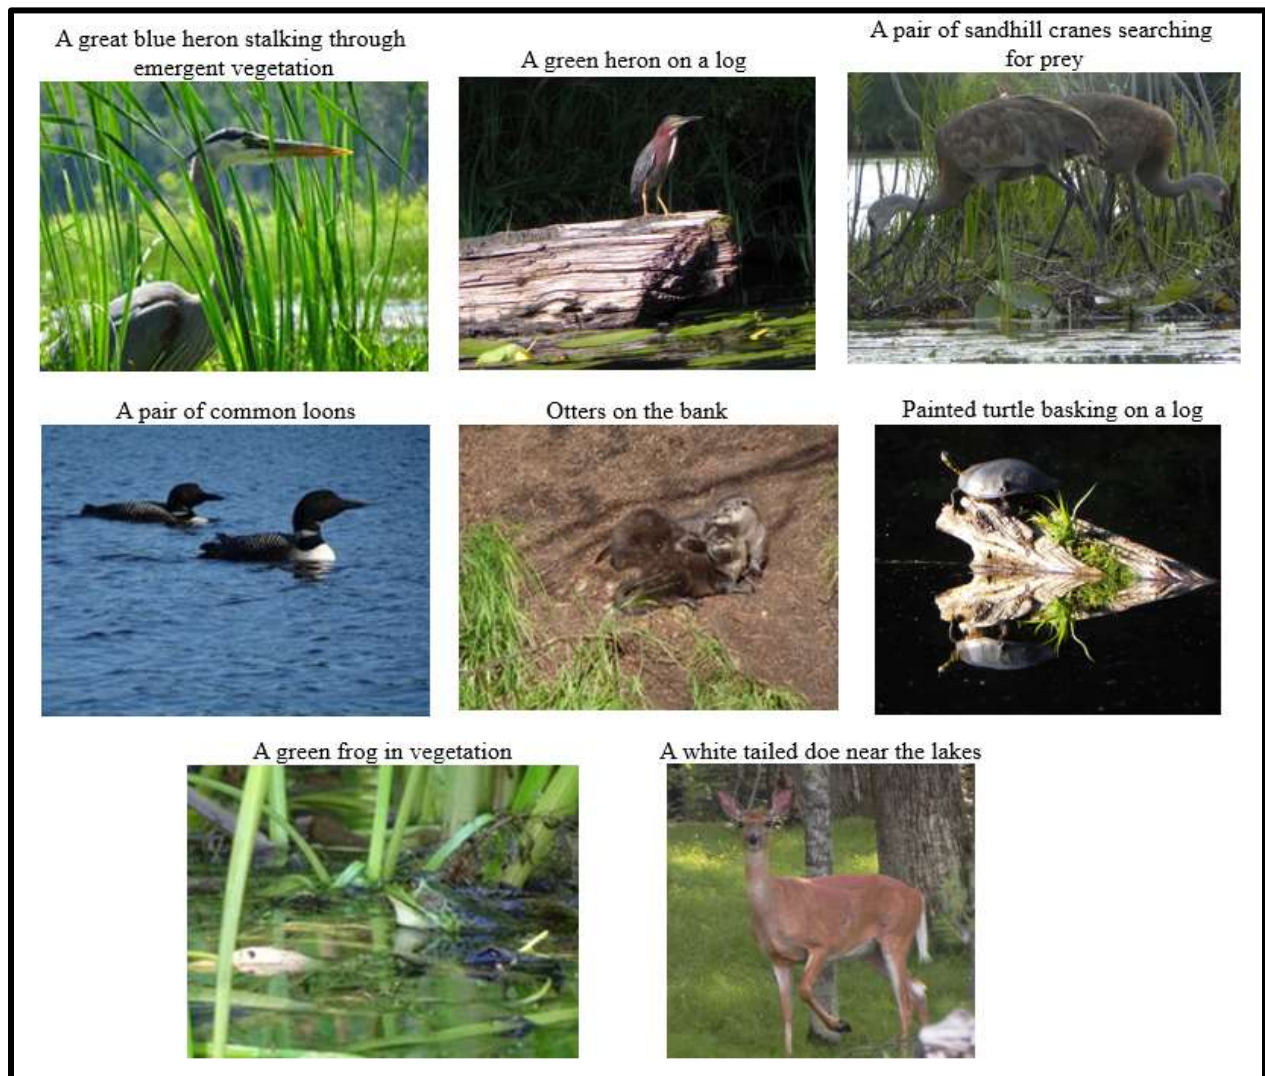 A great blue heron stalking through
emergent vegetation
A green heron on a log
A pair of sandhill cranes searching
for prey
A pair of common loons
Otters on the bank
Painted turtle basking on a log
A green frog in vegetation
A white tailed doe near the lakes